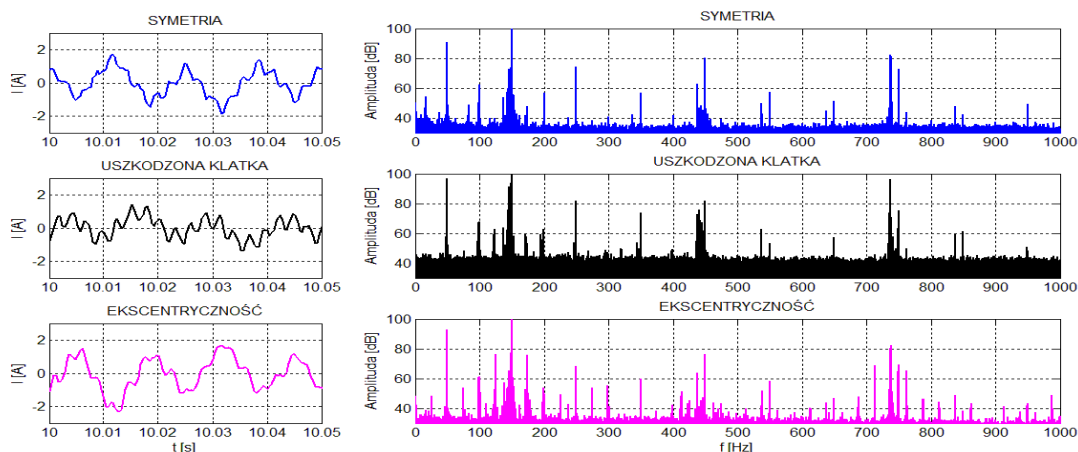 SYMETRIA
I [A]
2
0
-2
10 10.01 10.02 10.03 10.04 10.05
SYMETRIA
Amplituda [dB]
100
80
60
40
0 100 200 300 400 500 600 700 800 900 1000
USZKODZONA KLATKA
I [A]
2
0
-2
10 10.01 10.02 10.03 10.04 10.05
USZKODZONA KLATKA
Amplituda [dB]
100
80
60
40
0 100 200 300 400 500 600 700 800 900 1000
EKSCENTRYCZNOŚĆ
I [A]
2
0
-2
10 10.01 10.02 10.03 10.04 10.05
t [s]
EKSCENTRYCZNOŚĆ
Amplituda [dB]
100
80
60
40
0 100 200 300 400 500 600 700 800 900 1000
f [Hz]